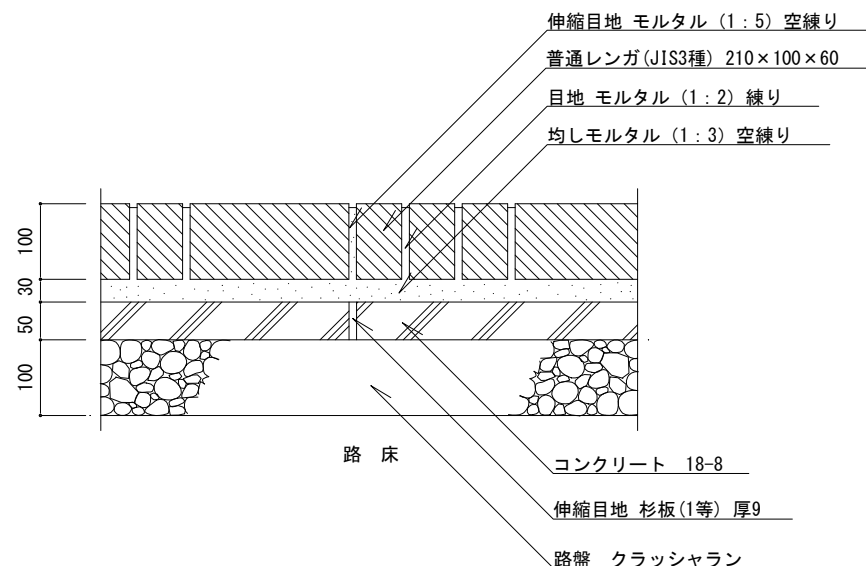 伸縮目地 モルタル (1:5) 空練り
普通レンガ(JIS3種) 210×100×60
目地 モルタル (1:2) 練り
均しモルタル (1:3) 空練り
100
30
50
100
路 床
コンクリート 18-8
伸縮目地 杉板(1等) 厚9
路盤 クラッシャラン